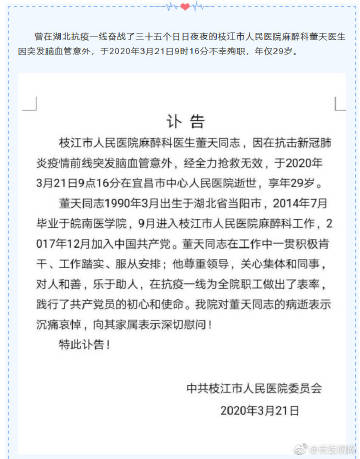 曾在湖北抗疫一线奋战了三十五个日日夜夜的枝江市人民医院麻醉科董天医生
因突发脑血管意外，于2020年3月21日9时16分不幸殉职，年仅29岁。
讣 告
枝江市人民医院麻醉科医生董天同志，因在抗击新冠肺
炎疫情前线突发脑血管意外，经全力抢救无效，于2020年
3月21日9点16分在宜昌市中心人民医院逝世，享年29岁。
董天同志1990年3月出生于湖北省当阳市，2014年7月
毕业于皖南医学院，9月进入枝江市人民医院麻醉科工作，2
017年12月加入中国共产党。董天同志在工作中一贯积极肯
干、工作踏实、服从安排；他尊重领导，关心集体和同事，
对人和善，乐于助人，在抗疫一线为全院职工做出了表率，
践行了共产党员的初心和使命。我院对董天同志的病逝表示
沉痛哀悼，向其家属表示深切慰问！
特此讣告！
中共枝江市人民医院委员会
2020年3月21日